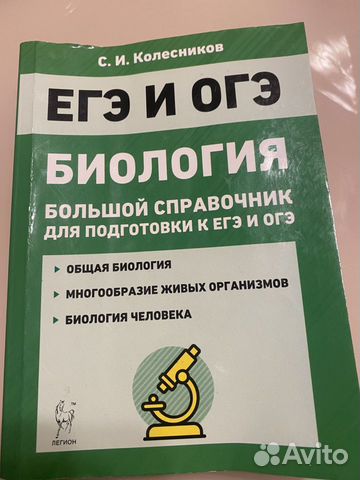 С. И. Колесников
ЕГЭ И ОГЭ
БИОЛОГИЯ
БОЛЬШОЙ СПРАВОЧНИК
ДЛЯ ПОДГОТОВКИ К ЕГЭ И ОГЭ
ОБЩАЯ БИОЛОГИЯ
МНОГООБРАЗИЕ ЖИВЫХ ОРГАНИЗМОВ
БИОЛОГИЯ ЧЕЛОВЕКА
TM
ЛЕГИОН
Avito